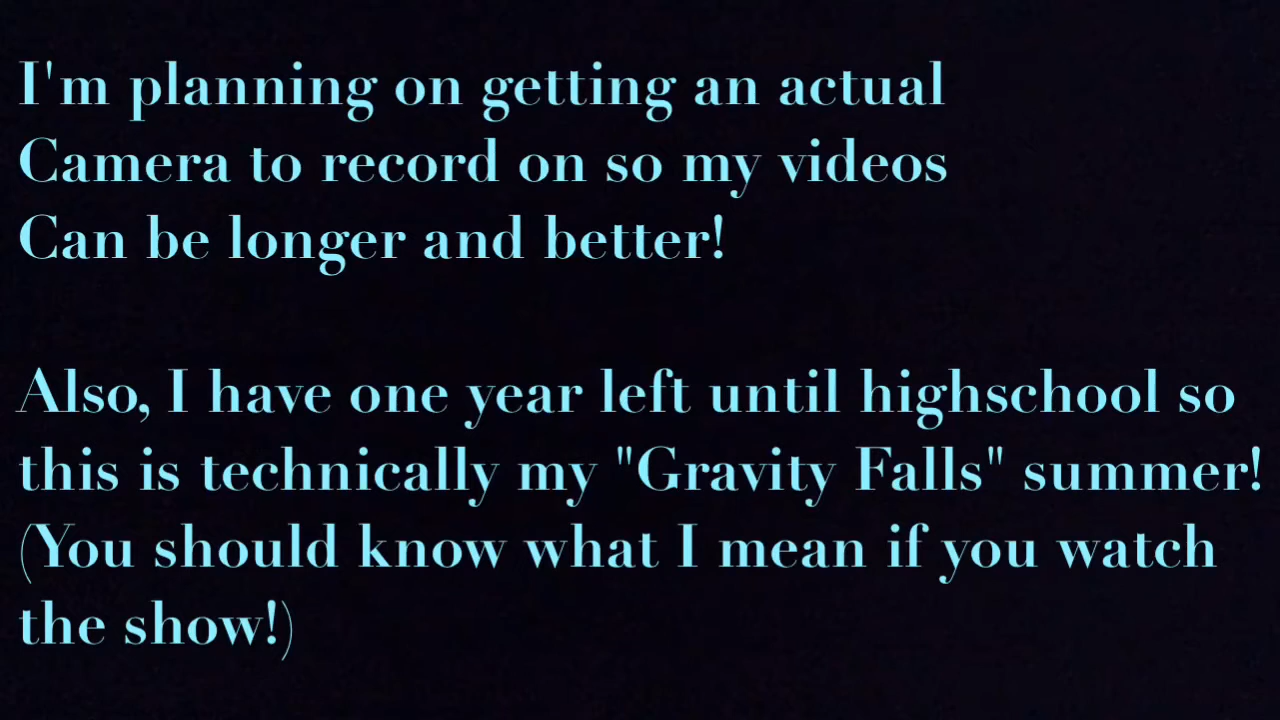 I'm planning on getting an actual
Camera to record on so my videos
Can be longer and better!
Also, I have one year left until highschool so
this is technically my "Gravity Falls" summer!
(You should know what I mean if you watch
the show!)